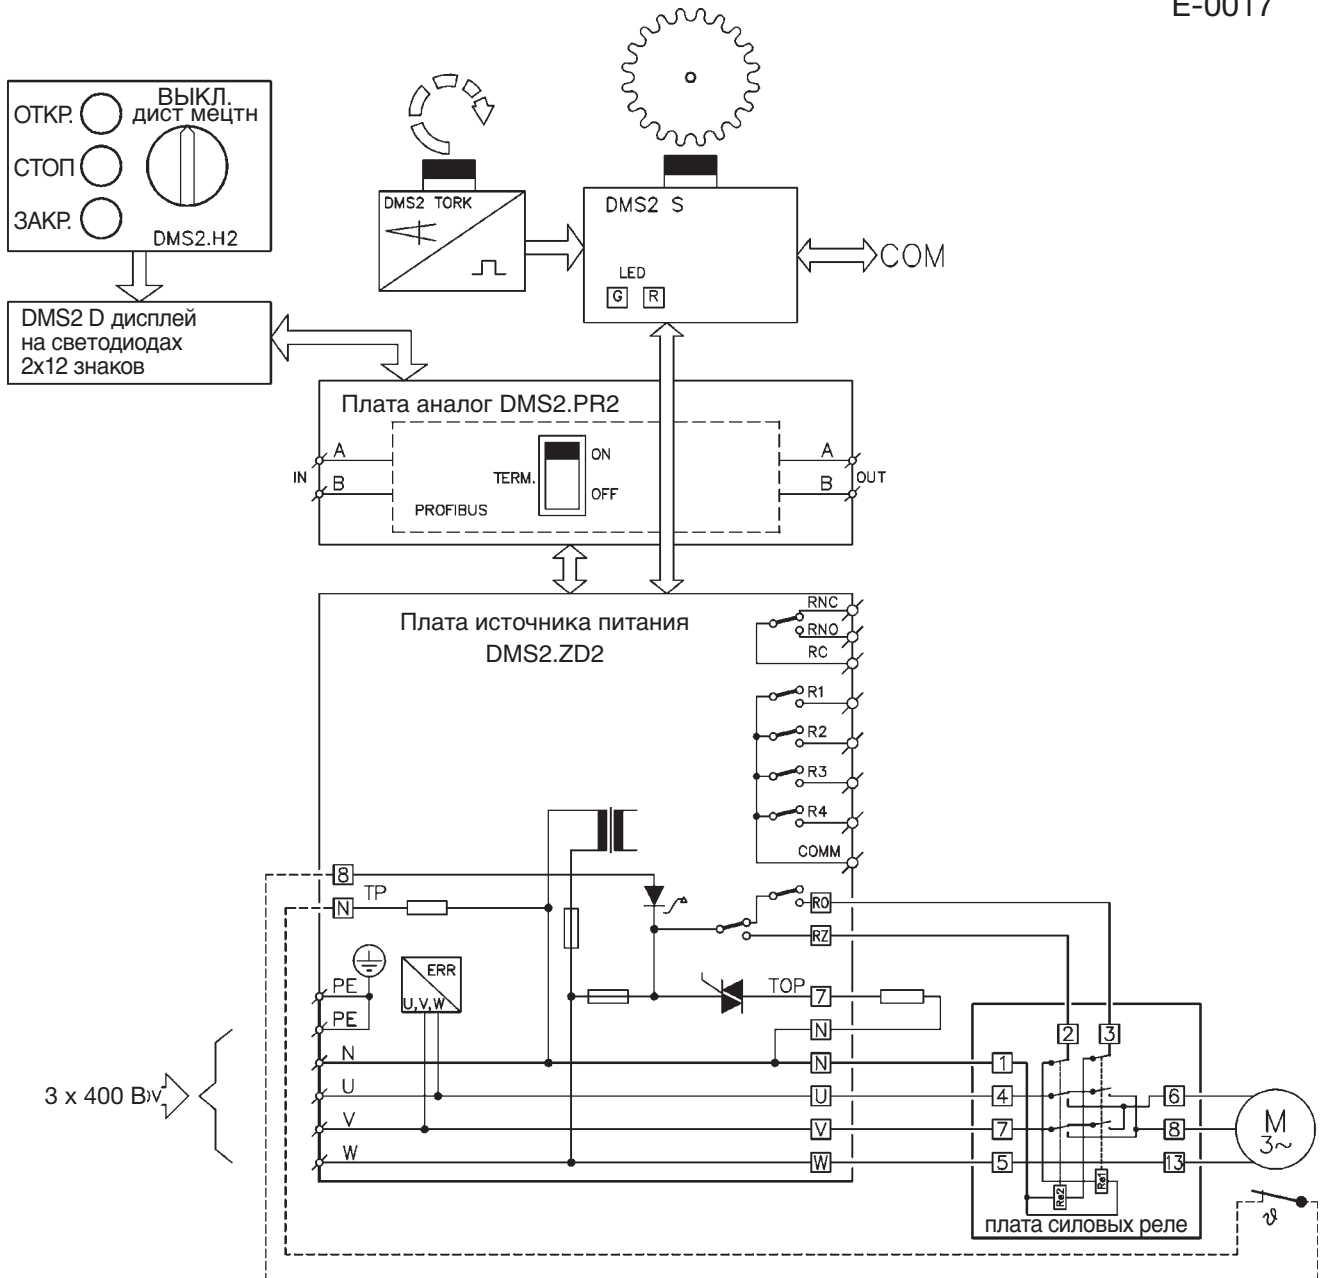 E-0017
ВЫКЛ.
ОТКР.
дист мецтн
СТОП
ЗАКР.
DMS2.H2
DMS2 TORK
DMS2 S
LED
G R
COM
DMS2 D дисплей
на светодиодах
2x12 знаков
Плата аналог DMS2.PR2
A
ON
A
IN
TERM.
OUT
B
OFF
B
PROFIBUS
Плата источника питания
DMS2.ZD2
RNC
RNO
RC
R1
R2
R3
R4
COMM
8
TP
N
RO
RZ
ERR
U,V,W
PE
TOP
7
PE
N
2
3
N
N
1
U
U
4
6
3 x 400 В
V
V
7
8
M
3~
W
W
5
13
Re2
Re1
плата силовых реле
ϑ